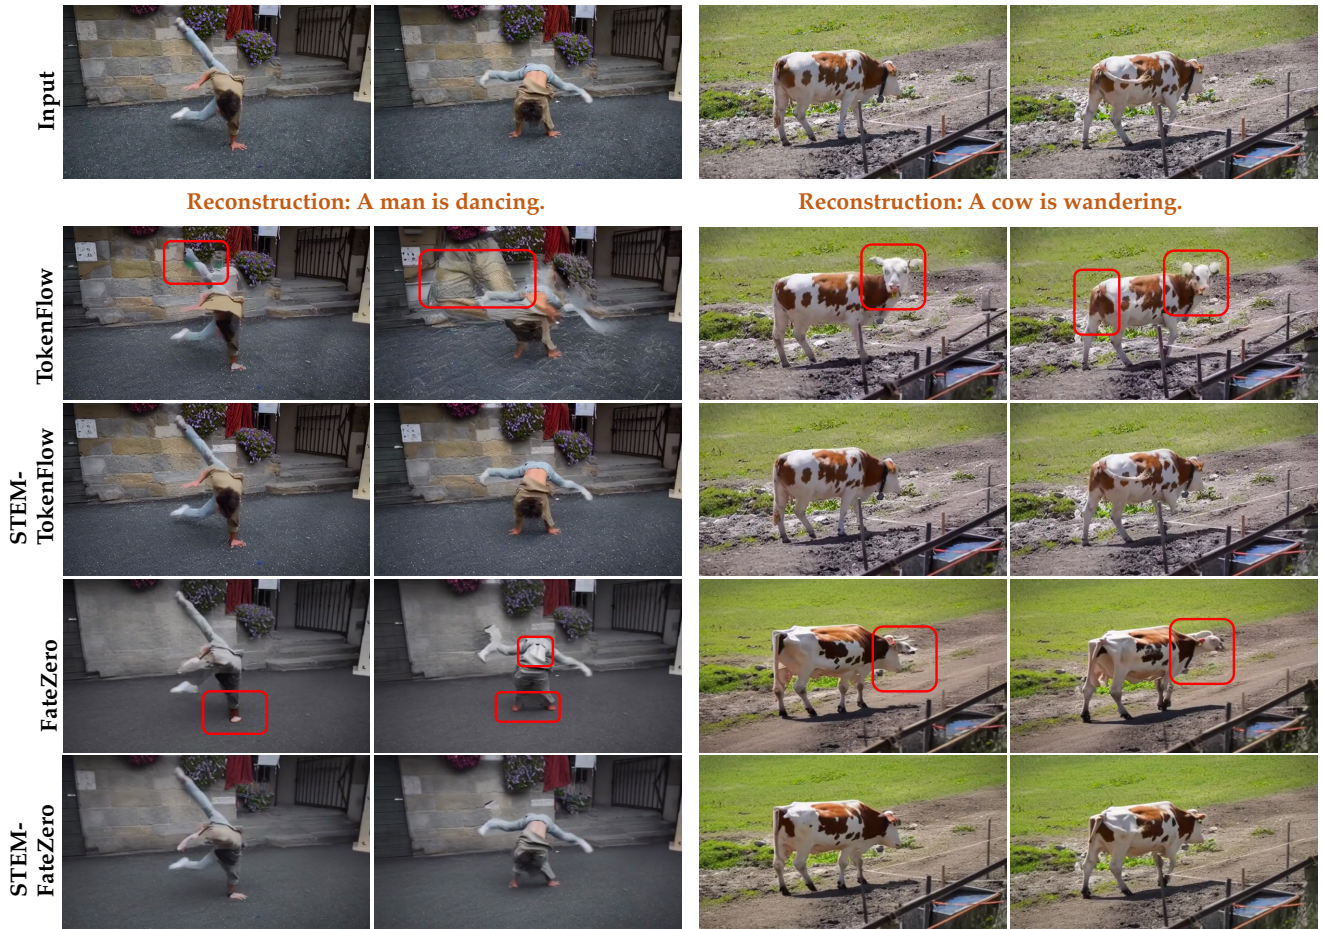 Input
Reconstruction: A man is dancing.
Reconstruction: A cow is wandering.
TokenFlow
STEM-
TokenFlow
FateZero
STEM-
FateZero